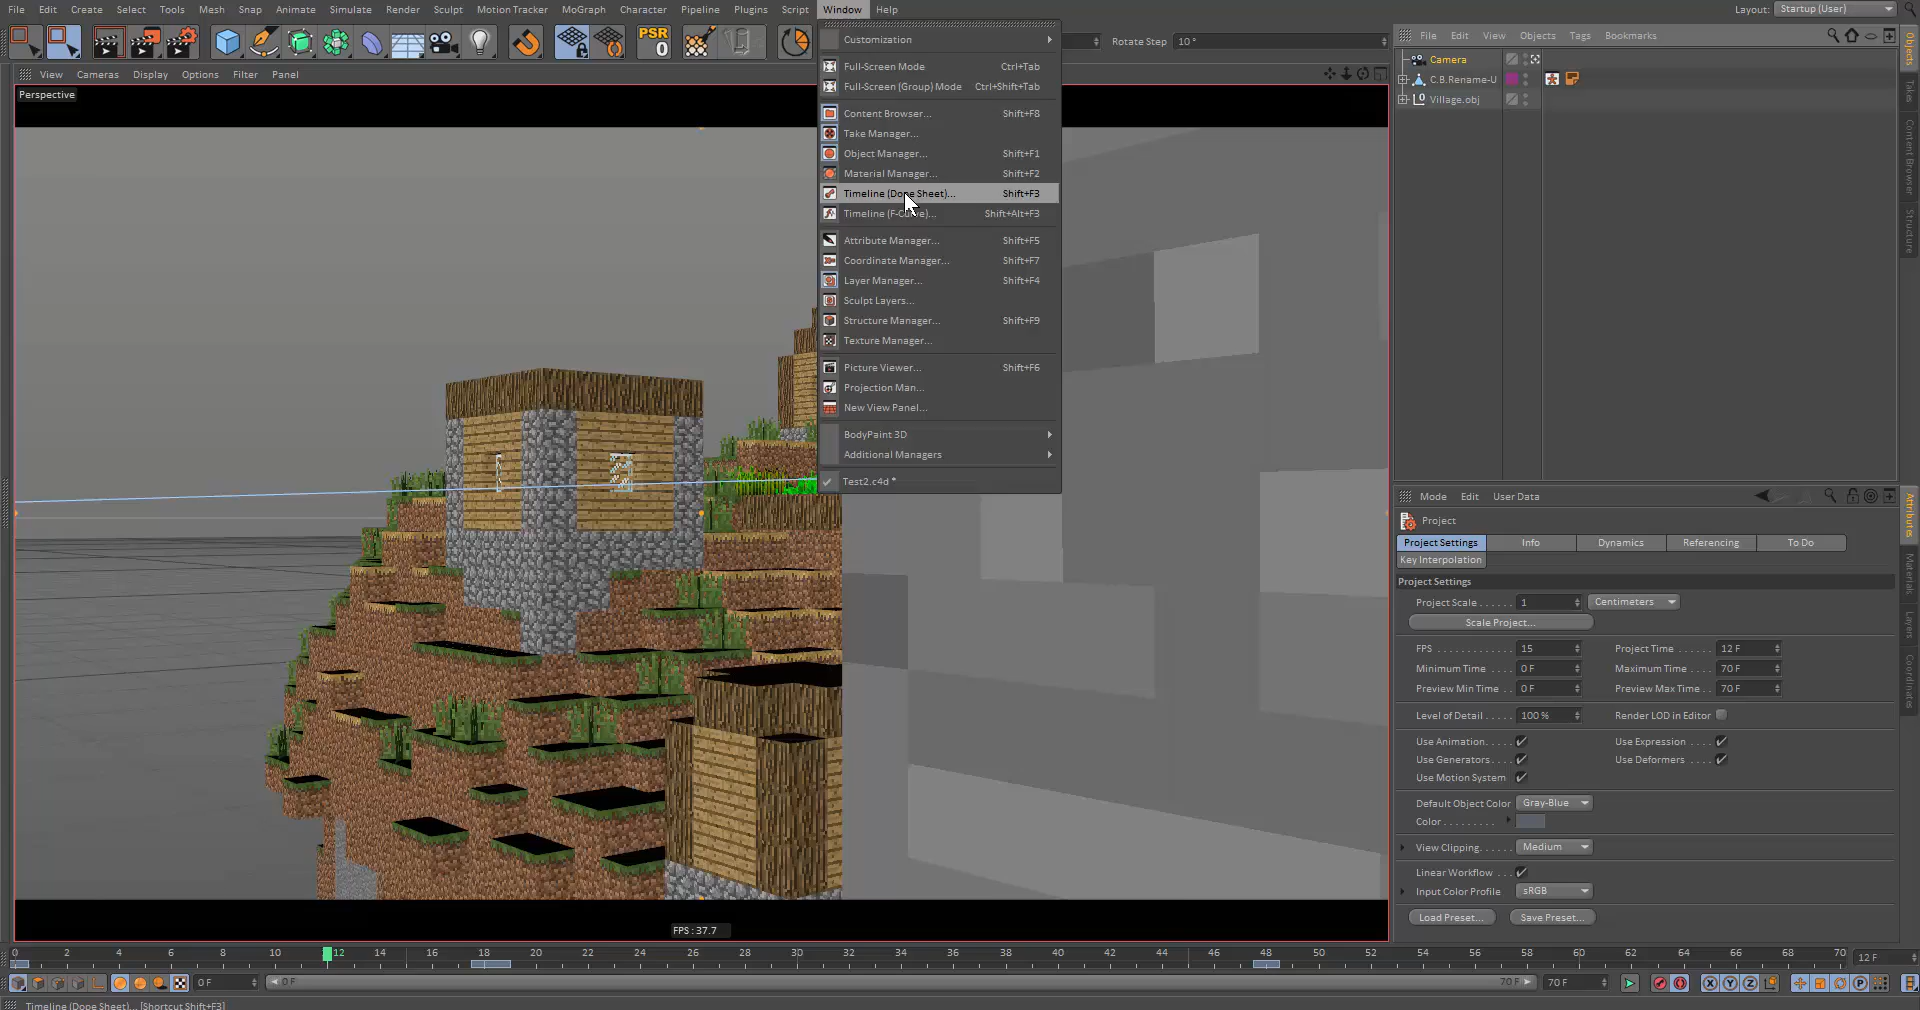 File Edit Create Select Tools Mesh Snap Animate Simulate Render Sculpt Motion Tracker MoGraph Character Pipeline Plugins Script Window Help Layout: Startup (User)
PSR
0
Rotate Step 10 °
View Cameras Display Options Filter Panel
Perspective
Customization
Full-Screen Mode Ctrl+Tab
Full-Screen (Group) Mode Ctrl+Shift+Tab
Content Browser... Shift+F8
Take Manager...
Object Manager... Shift+F1
Material Manager... Shift+F2
Timeline (Dope Sheet)... Shift+F3
Timeline (F-Curve)... Shift+Alt+F3
Attribute Manager... Shift+F5
Coordinate Manager... Shift+F7
Layer Manager... Shift+F4
Sculpt Layers...
Structure Manager... Shift+F9
Texture Manager...
Picture Viewer... Shift+F6
Projection Man...
New View Panel...
BodyPaint 3D
Additional Managers
Test2.c4d *
FPS : 37.7
File Edit View Objects Tags Bookmarks
Camera
C.B.Rename-U
Village.obj
Objects
Takes
Content Browser
Structure
Mode Edit User Data
Project
Project Settings Info Dynamics Referencing To Do
Key Interpolation
Project Settings
Project Scale . . . . . . 1 Centimeters
Scale Project...
FPS . . . . . . . . . . . . 15 Project Time . . . . . . 12 F
Minimum Time . . . . 0 F Maximum Time . . . . 70 F
Preview Min Time . . 0 F Preview Max Time . . 70 F
Level of Detail . . . . . 100 % Render LOD in Editor
Use Animation. . . . . Use Expression . . . .
Use Generators. . . . Use Deformers . . . .
Use Motion System
Default Object Color Gray-Blue
Color . . . . . . . . .
View Clipping. . . . . . Medium
Linear Workflow . . .
Input Color Profile sRGB
Load Preset... Save Preset...
Attributes
Materials
Layers
Coordinates
0 2 4 6 8 10 12 14 16 18 20 22 24 26 28 30 32 34 36 38 40 42 44 46 48 50 52 54 56 58 60 62 64 66 68 70 12 F
0 F 0 F 70 F 70 F
X Y Z P
Timeline (Dope Sheet)... [Shortcut Shift+F3]